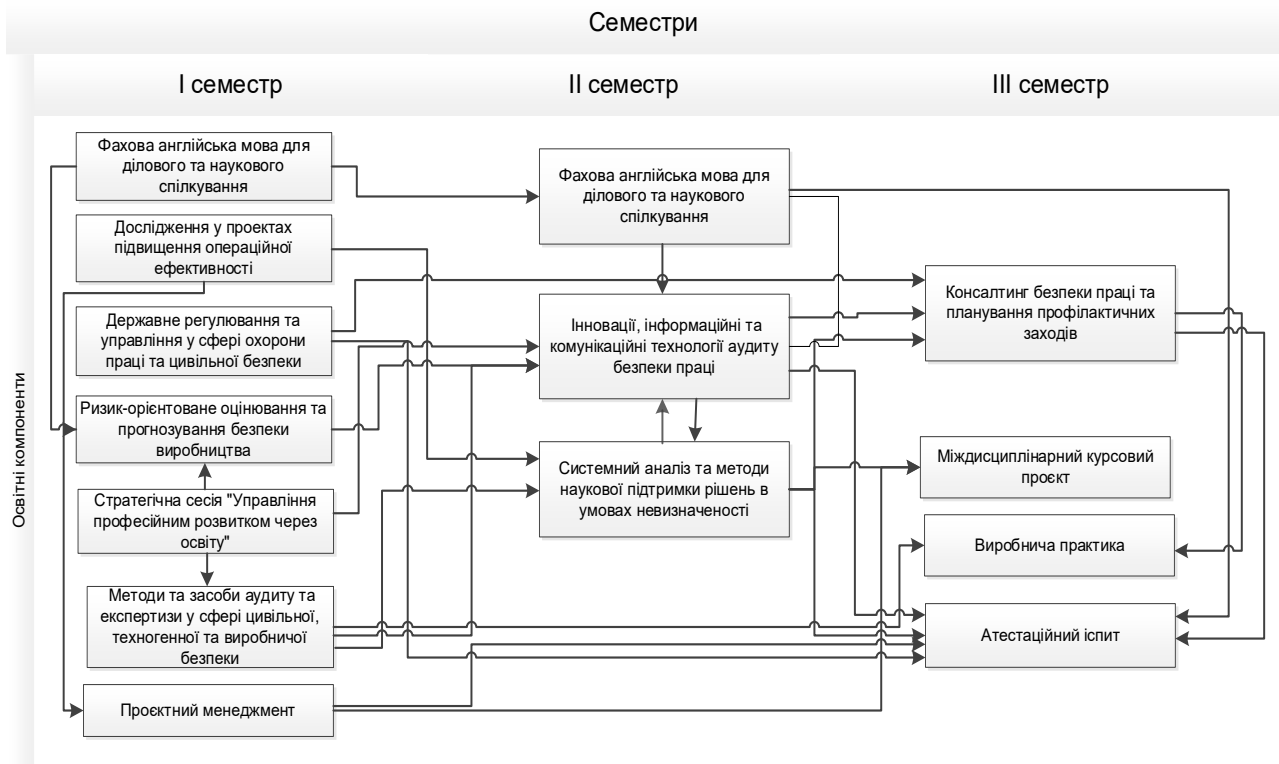 Семестри
I семестр
II семестр
III семестр
Освітні компоненти
Фахова англійська мова для
ділового та наукового
спілкування
Дослідження у проектах
підвищення операційної
ефективності
Державне регулювання та
управління у сфері охорони
праці та цивільної безпеки
Ризик-орієнтоване оцінювання та
прогнозування безпеки
виробництва
Стратегічна сесія "Управління
професійним розвитком через
освіту"
Методи та засоби аудиту та
експертизи у сфері цивільної,
техногенної та виробничої
безпеки
Проєктний менеджмент
Фахова англійська мова для
ділового та наукового
спілкування
Інновації, інформаційні та
комунікаційні технології аудиту
безпеки праці
Системний аналіз та методи
наукової підтримки рішень в
умовах невизначеності
Консалтинг безпеки праці та
планування профілактичних
заходів
Міждисциплінарний курсовий
проєкт
Виробнича практика
Атестаційний іспит